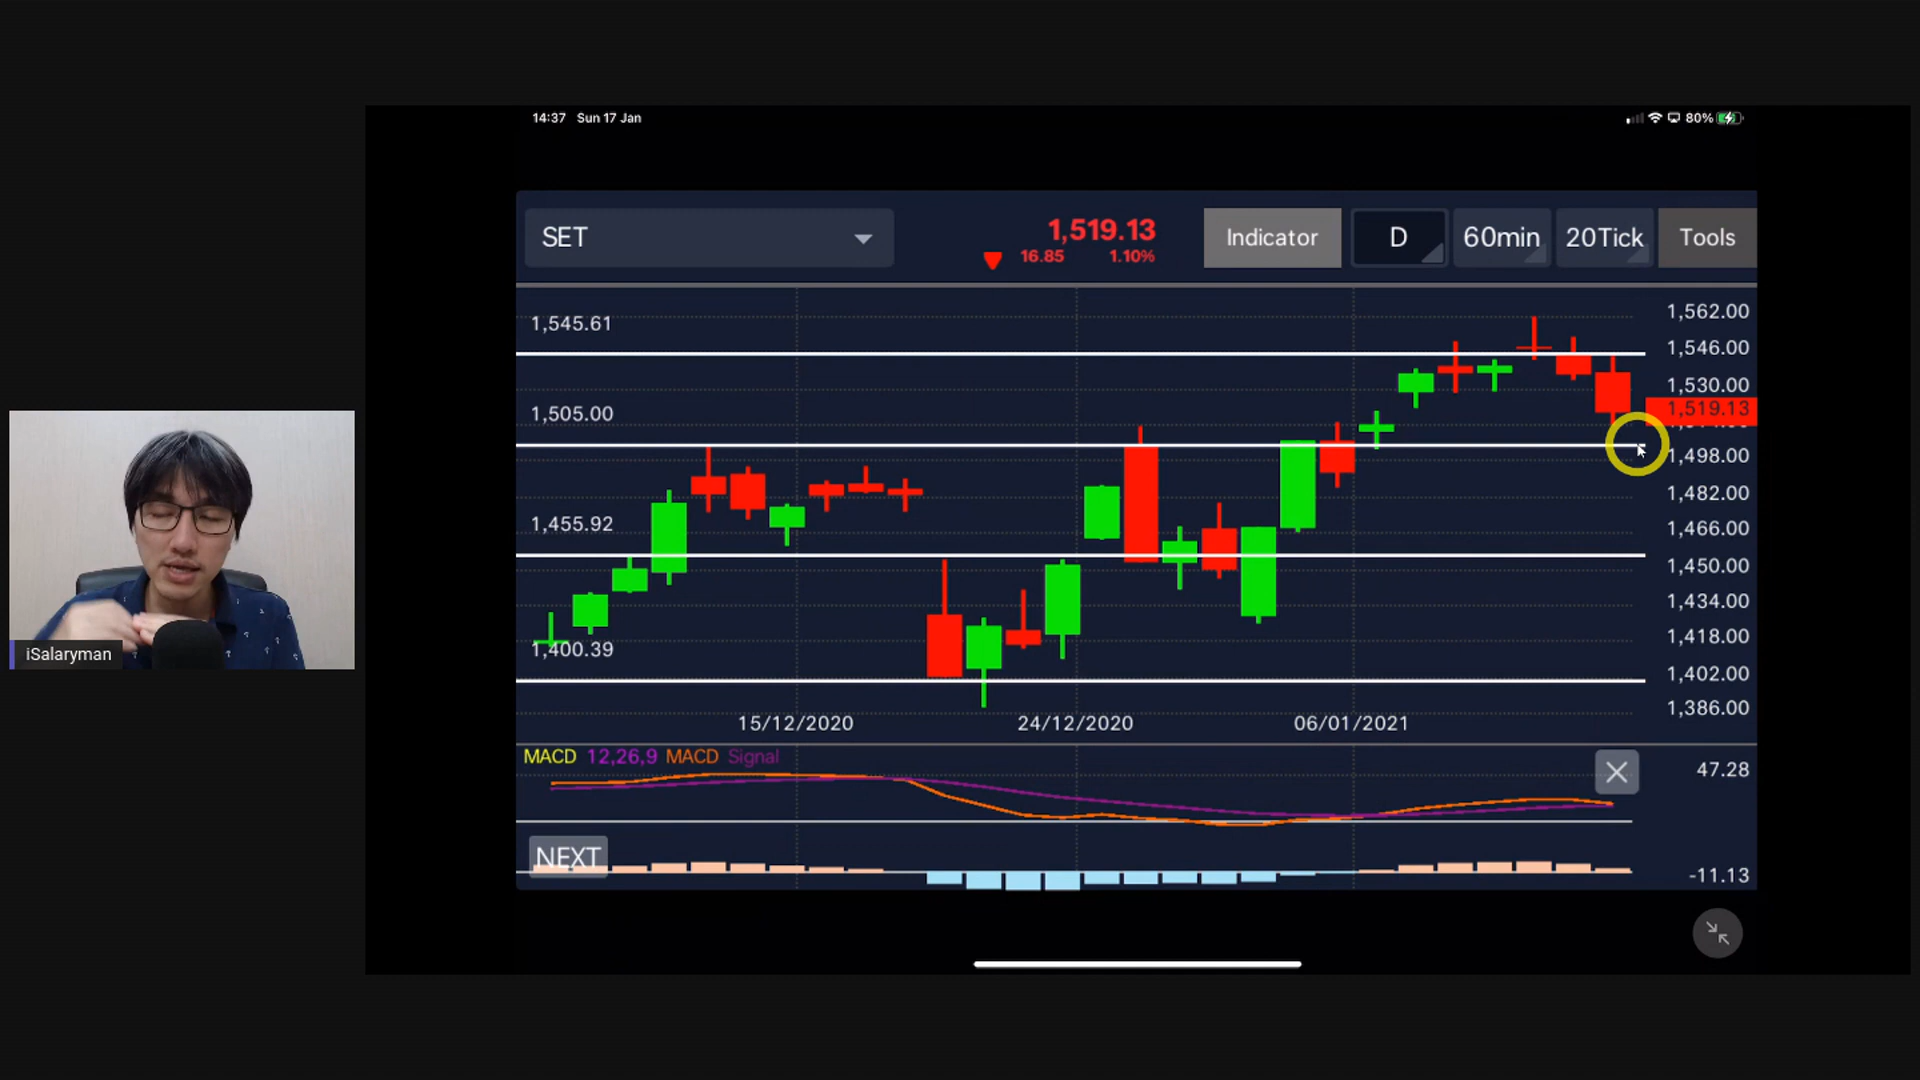 14:37 Sun 17 Jan
80%
SET
1,519.13
16.85 1.10%
Indicator
D
60min
20Tick
Tools
1,545.61
1,505.00
1,455.92
1,400.39
1,562.00
1,546.00
1,530.00
1,519.13
1,498.00
1,482.00
1,466.00
1,450.00
1,434.00
1,418.00
1,402.00
1,386.00
15/12/2020
24/12/2020
06/01/2021
MACD 12,26,9 MACD Signal
47.28
NEXT
-11.13
iSalaryman